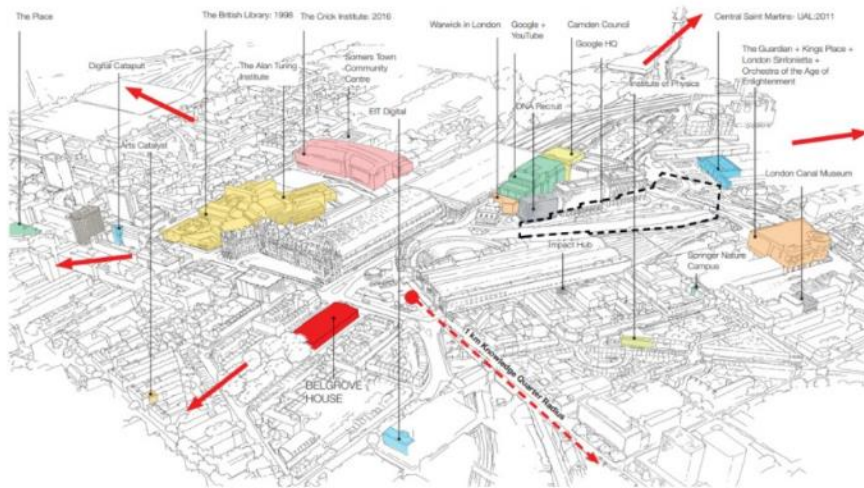 The Place
The British Library: 1998
The Crick Institute: 2016
Warwick in London
Google +
YouTube
Camden Council
Central Saint Martins- UAL:2011
Digital Catapult
The Alan Turing
Institute
Somers Town
Community
Centre
Google HQ
The Guardian + Kings Place +
London Sinfonietta +
Orchestra of the Age of
Enlightenment
EIT Digital
DNA Recruit
Institute of Physics
Arts Catalyst
London Canal Museum
Impact Hub
Springer Nature
Campus
1 km Knowledge Quarter Radius
BELGROVE
HOUSE